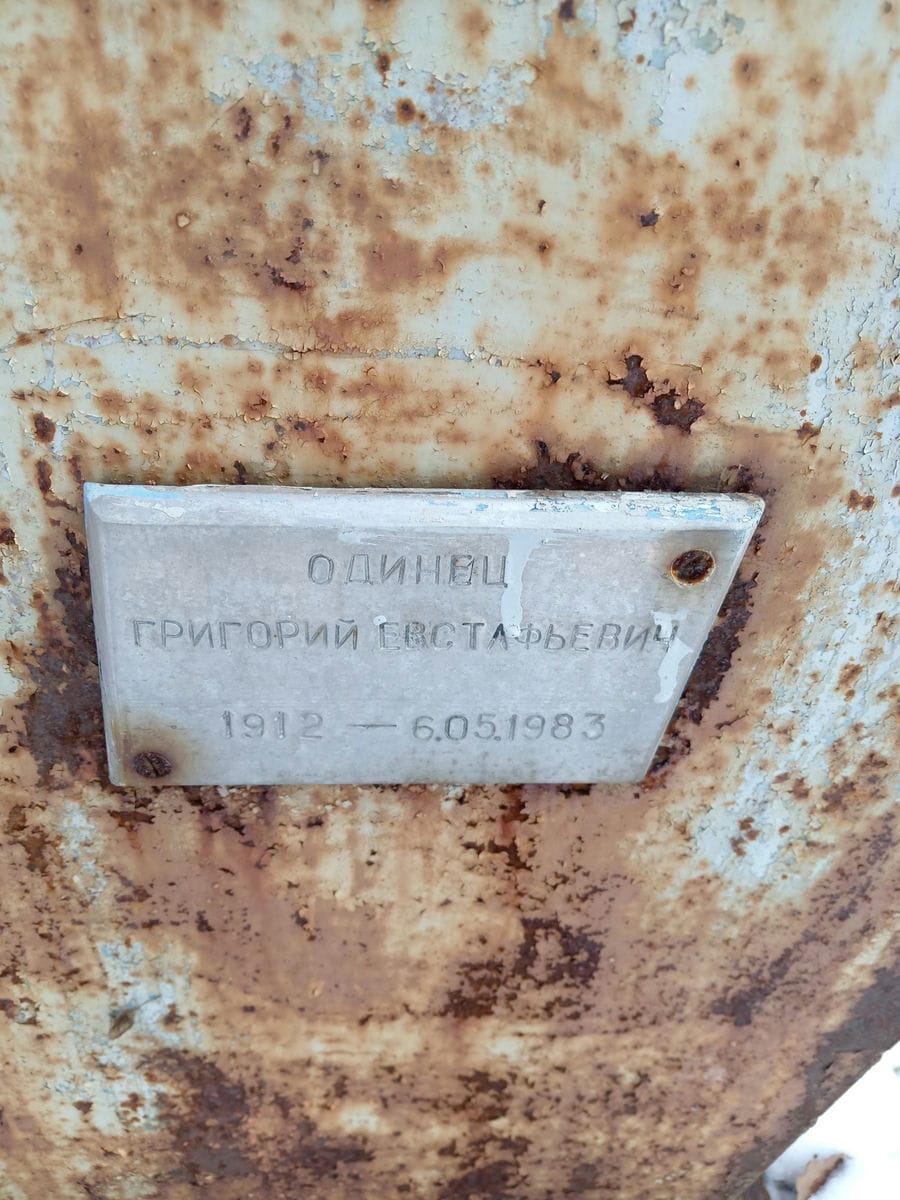 ОДИНЕЦ
ГРИГОРИЙ ЕВСТАФЬЕВИЧ
1912 — 6.05.1983